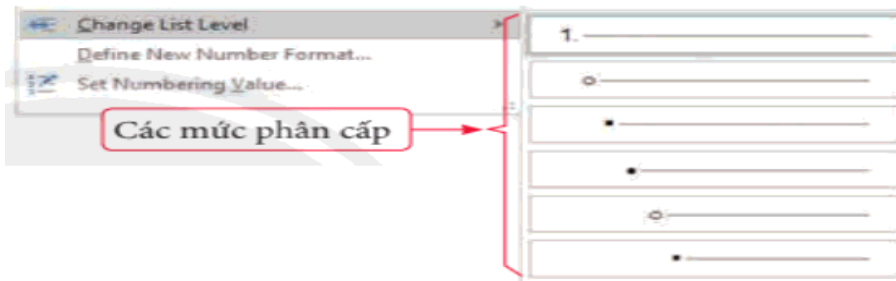 Change List Level
Define New Number Format...
Set Numbering Value...
Các mức phân cấp
1.